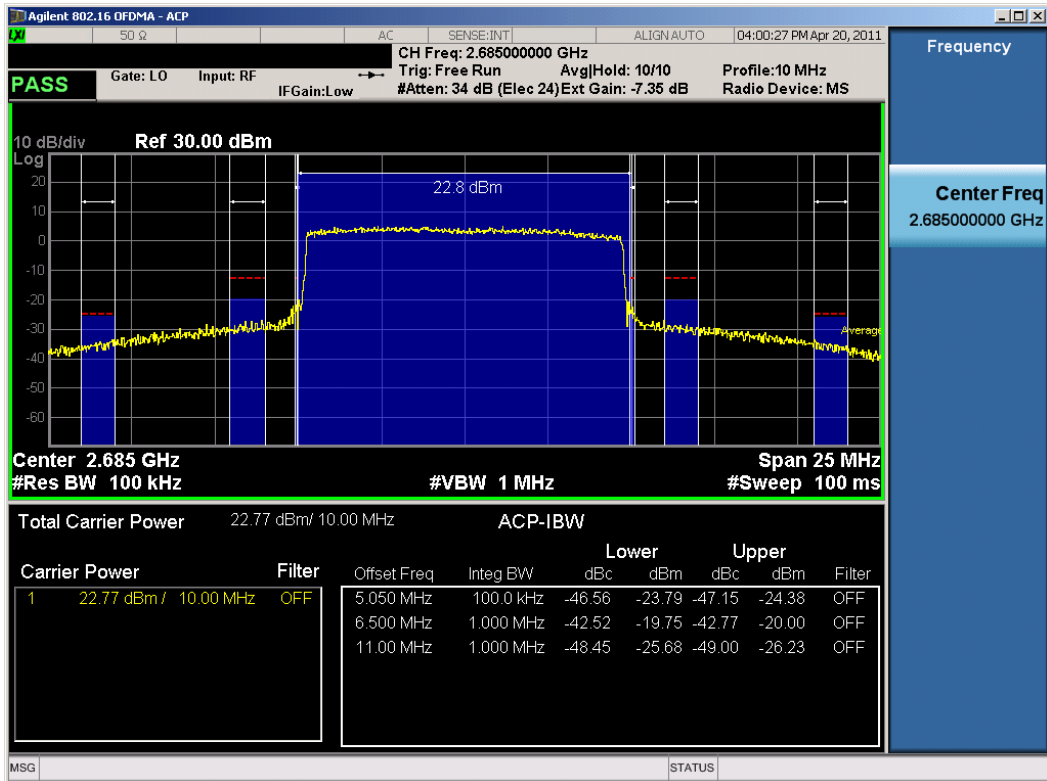 Agilent 802.16 OFDMA - ACP
LXI 50 Ω AC SENSE:INT ALIGN AUTO 04:00:27 PM Apr 20, 2011
CH Freq: 2.685000000 GHz
Trig: Free Run Avg|Hold: 10/10 Profile:10 MHz
PASS Gate: LO Input: RF IFGain:Low #Atten: 34 dB (Elec 24) Ext Gain: -7.35 dB Radio Device: MS
10 dB/div Ref 30.00 dBm
Log
20
22.8 dBm
10
0
-10
-20
-30
Average
-40
-50
-60
Center 2.685 GHz Span 25 MHz
#Res BW 100 kHz #VBW 1 MHz #Sweep 100 ms
Total Carrier Power 22.77 dBm/ 10.00 MHz ACP-IBW
Lower Upper
Carrier Power Filter Offset Freq Integ BW dBc dBm dBc dBm Filter
1 22.77 dBm / 10.00 MHz OFF 5.050 MHz 100.0 kHz -46.56 -23.79 -47.15 -24.38 OFF
6.500 MHz 1.000 MHz -42.52 -19.75 -42.77 -20.00 OFF
11.00 MHz 1.000 MHz -48.45 -25.68 -49.00 -26.23 OFF
MSG STATUS
Frequency
Center Freq
2.685000000 GHz